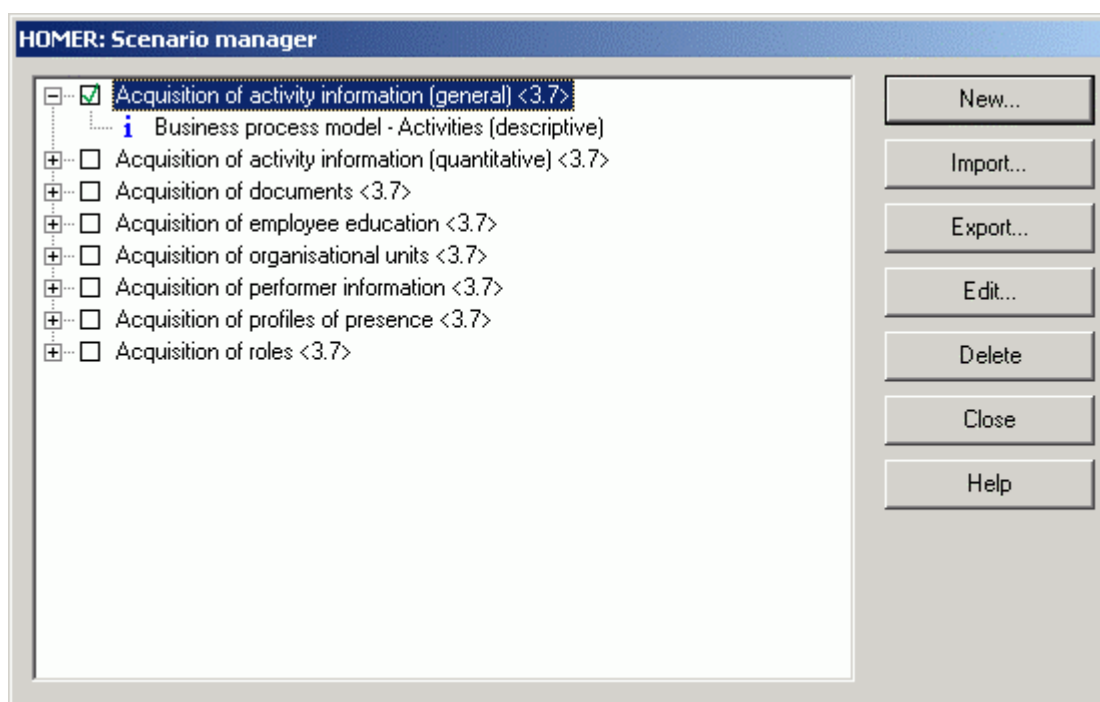 HOMER: Scenario manager
Acquisition of activity information (general) <3.7>
i Business process model - Activities (descriptive)
Acquisition of activity information (quantitative) <3.7>
Acquisition of documents <3.7>
Acquisition of employee education <3.7>
Acquisition of organisational units <3.7>
Acquisition of performer information <3.7>
Acquisition of profiles of presence <3.7>
Acquisition of roles <3.7>
New...
Import...
Export...
Edit...
Delete
Close
Help